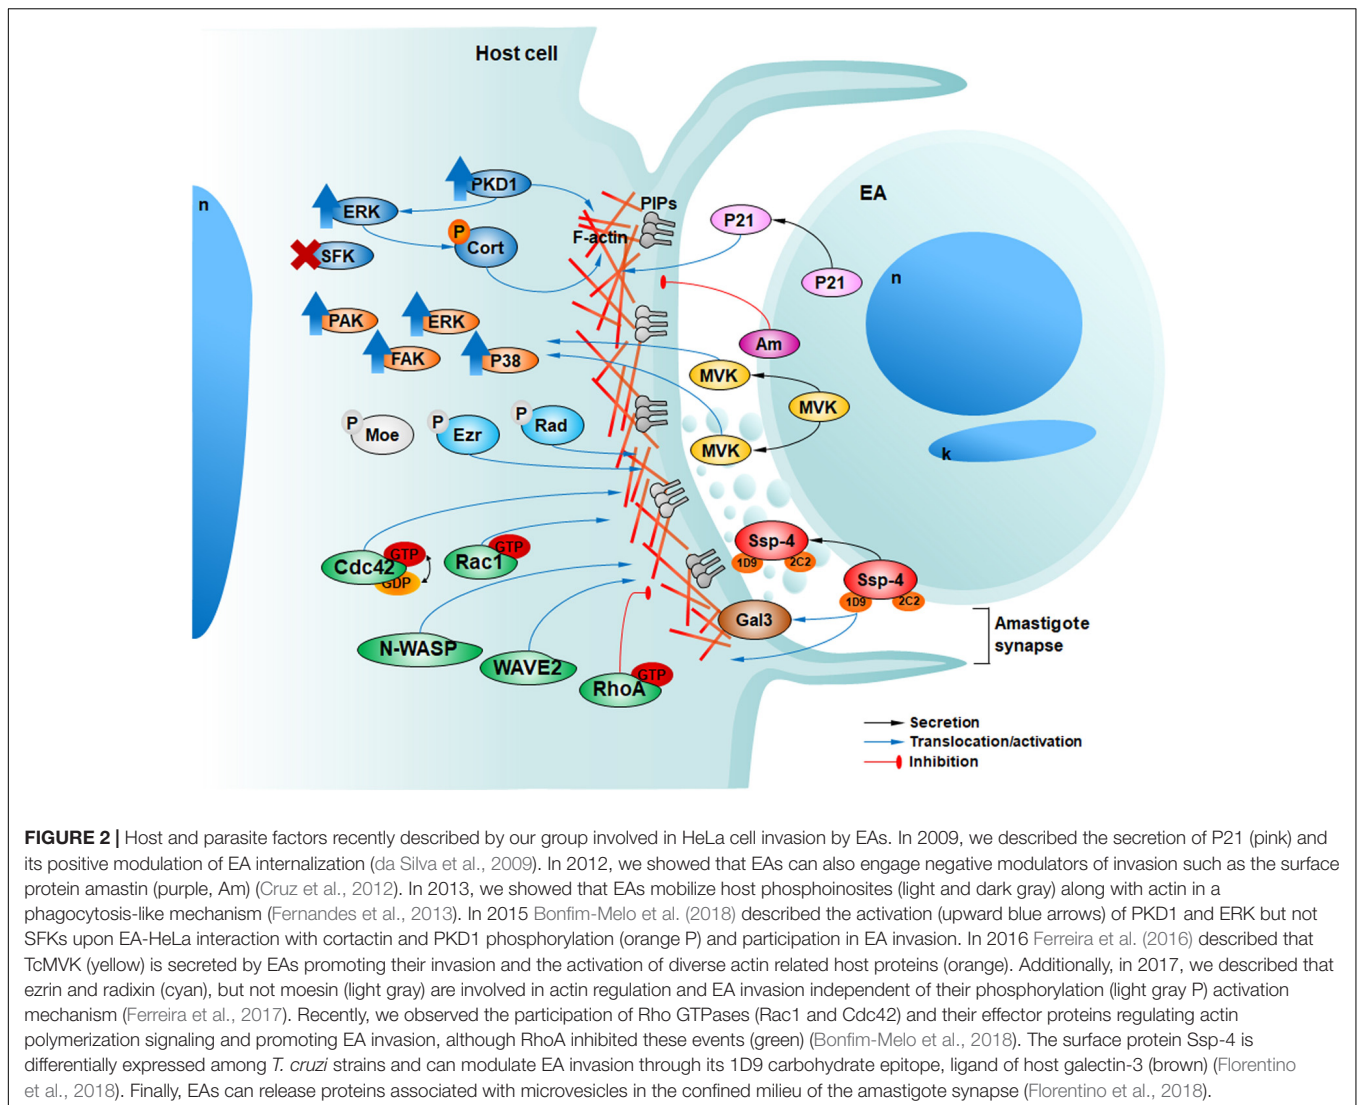 Host cell
EA
n
PKD1
ERK
P
Cort
SFK
F-actin
PIPs
P21
P21
n
PAK
ERK
FAK
P38
Am
MVK
MVK
MVK
k
P
Moe
P
Ezr
P
Rad
Cdc42
GTP
GDP
Rac1
GTP
Ssp-4
1D9
2C2
Ssp-4
1D9
2C2
Gal3
Amastigote
synapse
N-WASP
WAVE2
RhoA
GTP
Secretion
Translocation/activation
Inhibition
FIGURE 2 | Host and parasite factors recently described by our group involved in HeLa cell invasion by EAs. In 2009, we described the secretion of P21 (pink) and
its positive modulation of EA internalization (da Silva et al., 2009). In 2012, we showed that EAs can also engage negative modulators of invasion such as the surface
protein amastin (purple, Am) (Cruz et al., 2012). In 2013, we showed that EAs mobilize host phosphoinosites (light and dark gray) along with actin in a
phagocytosis-like mechanism (Fernandes et al., 2013). In 2015 Bonfim-Melo et al. (2018) described the activation (upward blue arrows) of PKD1 and ERK but not
SFKs upon EA-HeLa interaction with cortactin and PKD1 phosphorylation (orange P) and participation in EA invasion. In 2016 Ferreira et al. (2016) described that
TcMVK (yellow) is secreted by EAs promoting their invasion and the activation of diverse actin related host proteins (orange). Additionally, in 2017, we described that
ezrin and radixin (cyan), but not moesin (light gray) are involved in actin regulation and EA invasion independent of their phosphorylation (light gray P) activation
mechanism (Ferreira et al., 2017). Recently, we observed the participation of Rho GTPases (Rac1 and Cdc42) and their effector proteins regulating actin
polymerization signaling and promoting EA invasion, although RhoA inhibited these events (green) (Bonfim-Melo et al., 2018). The surface protein Ssp-4 is
differentially expressed among T. cruzi strains and can modulate EA invasion through its 1D9 carbohydrate epitope, ligand of host galectin-3 (brown) (Florentino
et al., 2018). Finally, EAs can release proteins associated with microvesicles in the confined milieu of the amastigote synapse (Florentino et al., 2018).